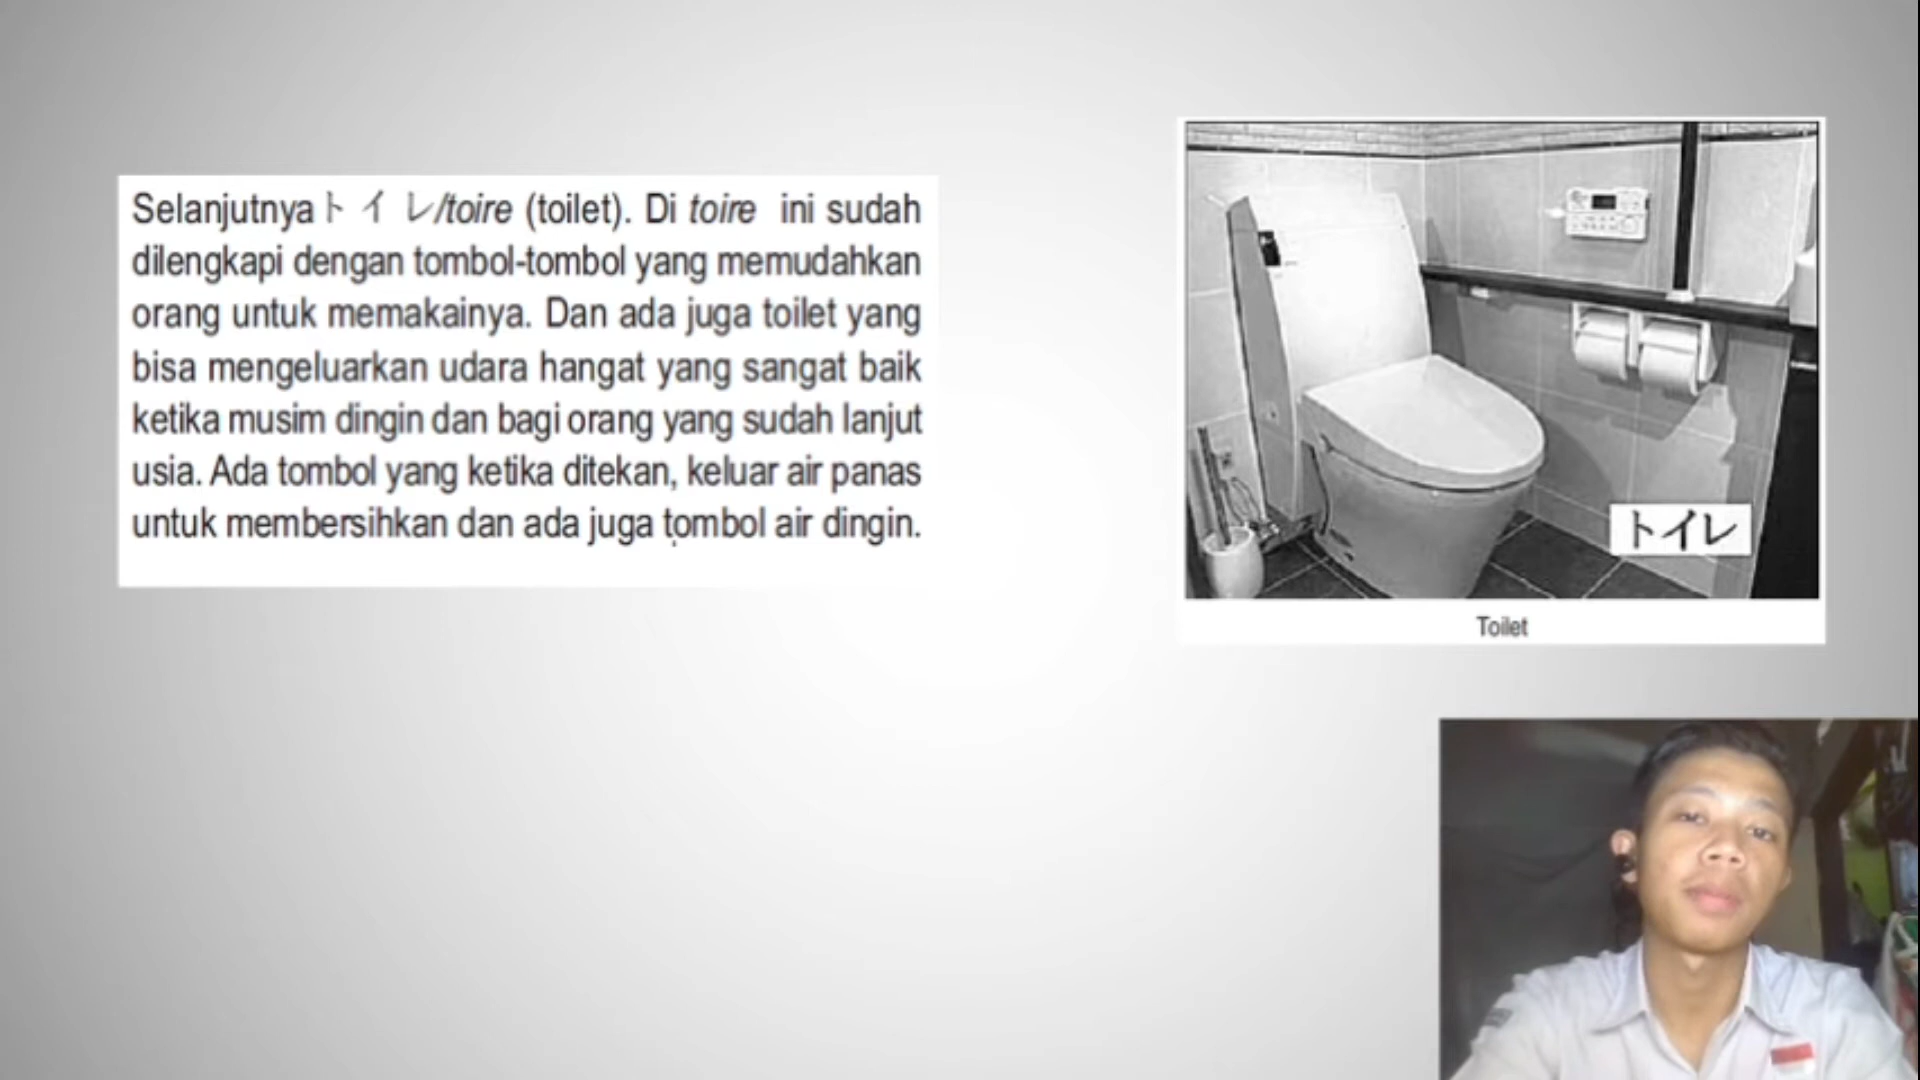 Selanjutnya トイレ/toire (toilet). Di toire ini sudah
dilengkapi dengan tombol-tombol yang memudahkan
orang untuk memakainya. Dan ada juga toilet yang
bisa mengeluarkan udara hangat yang sangat baik
ketika musim dingin dan bagi orang yang sudah lanjut
usia. Ada tombol yang ketika ditekan, keluar air panas
untuk membersihkan dan ada juga tombol air dingin.
トイレ
Toilet